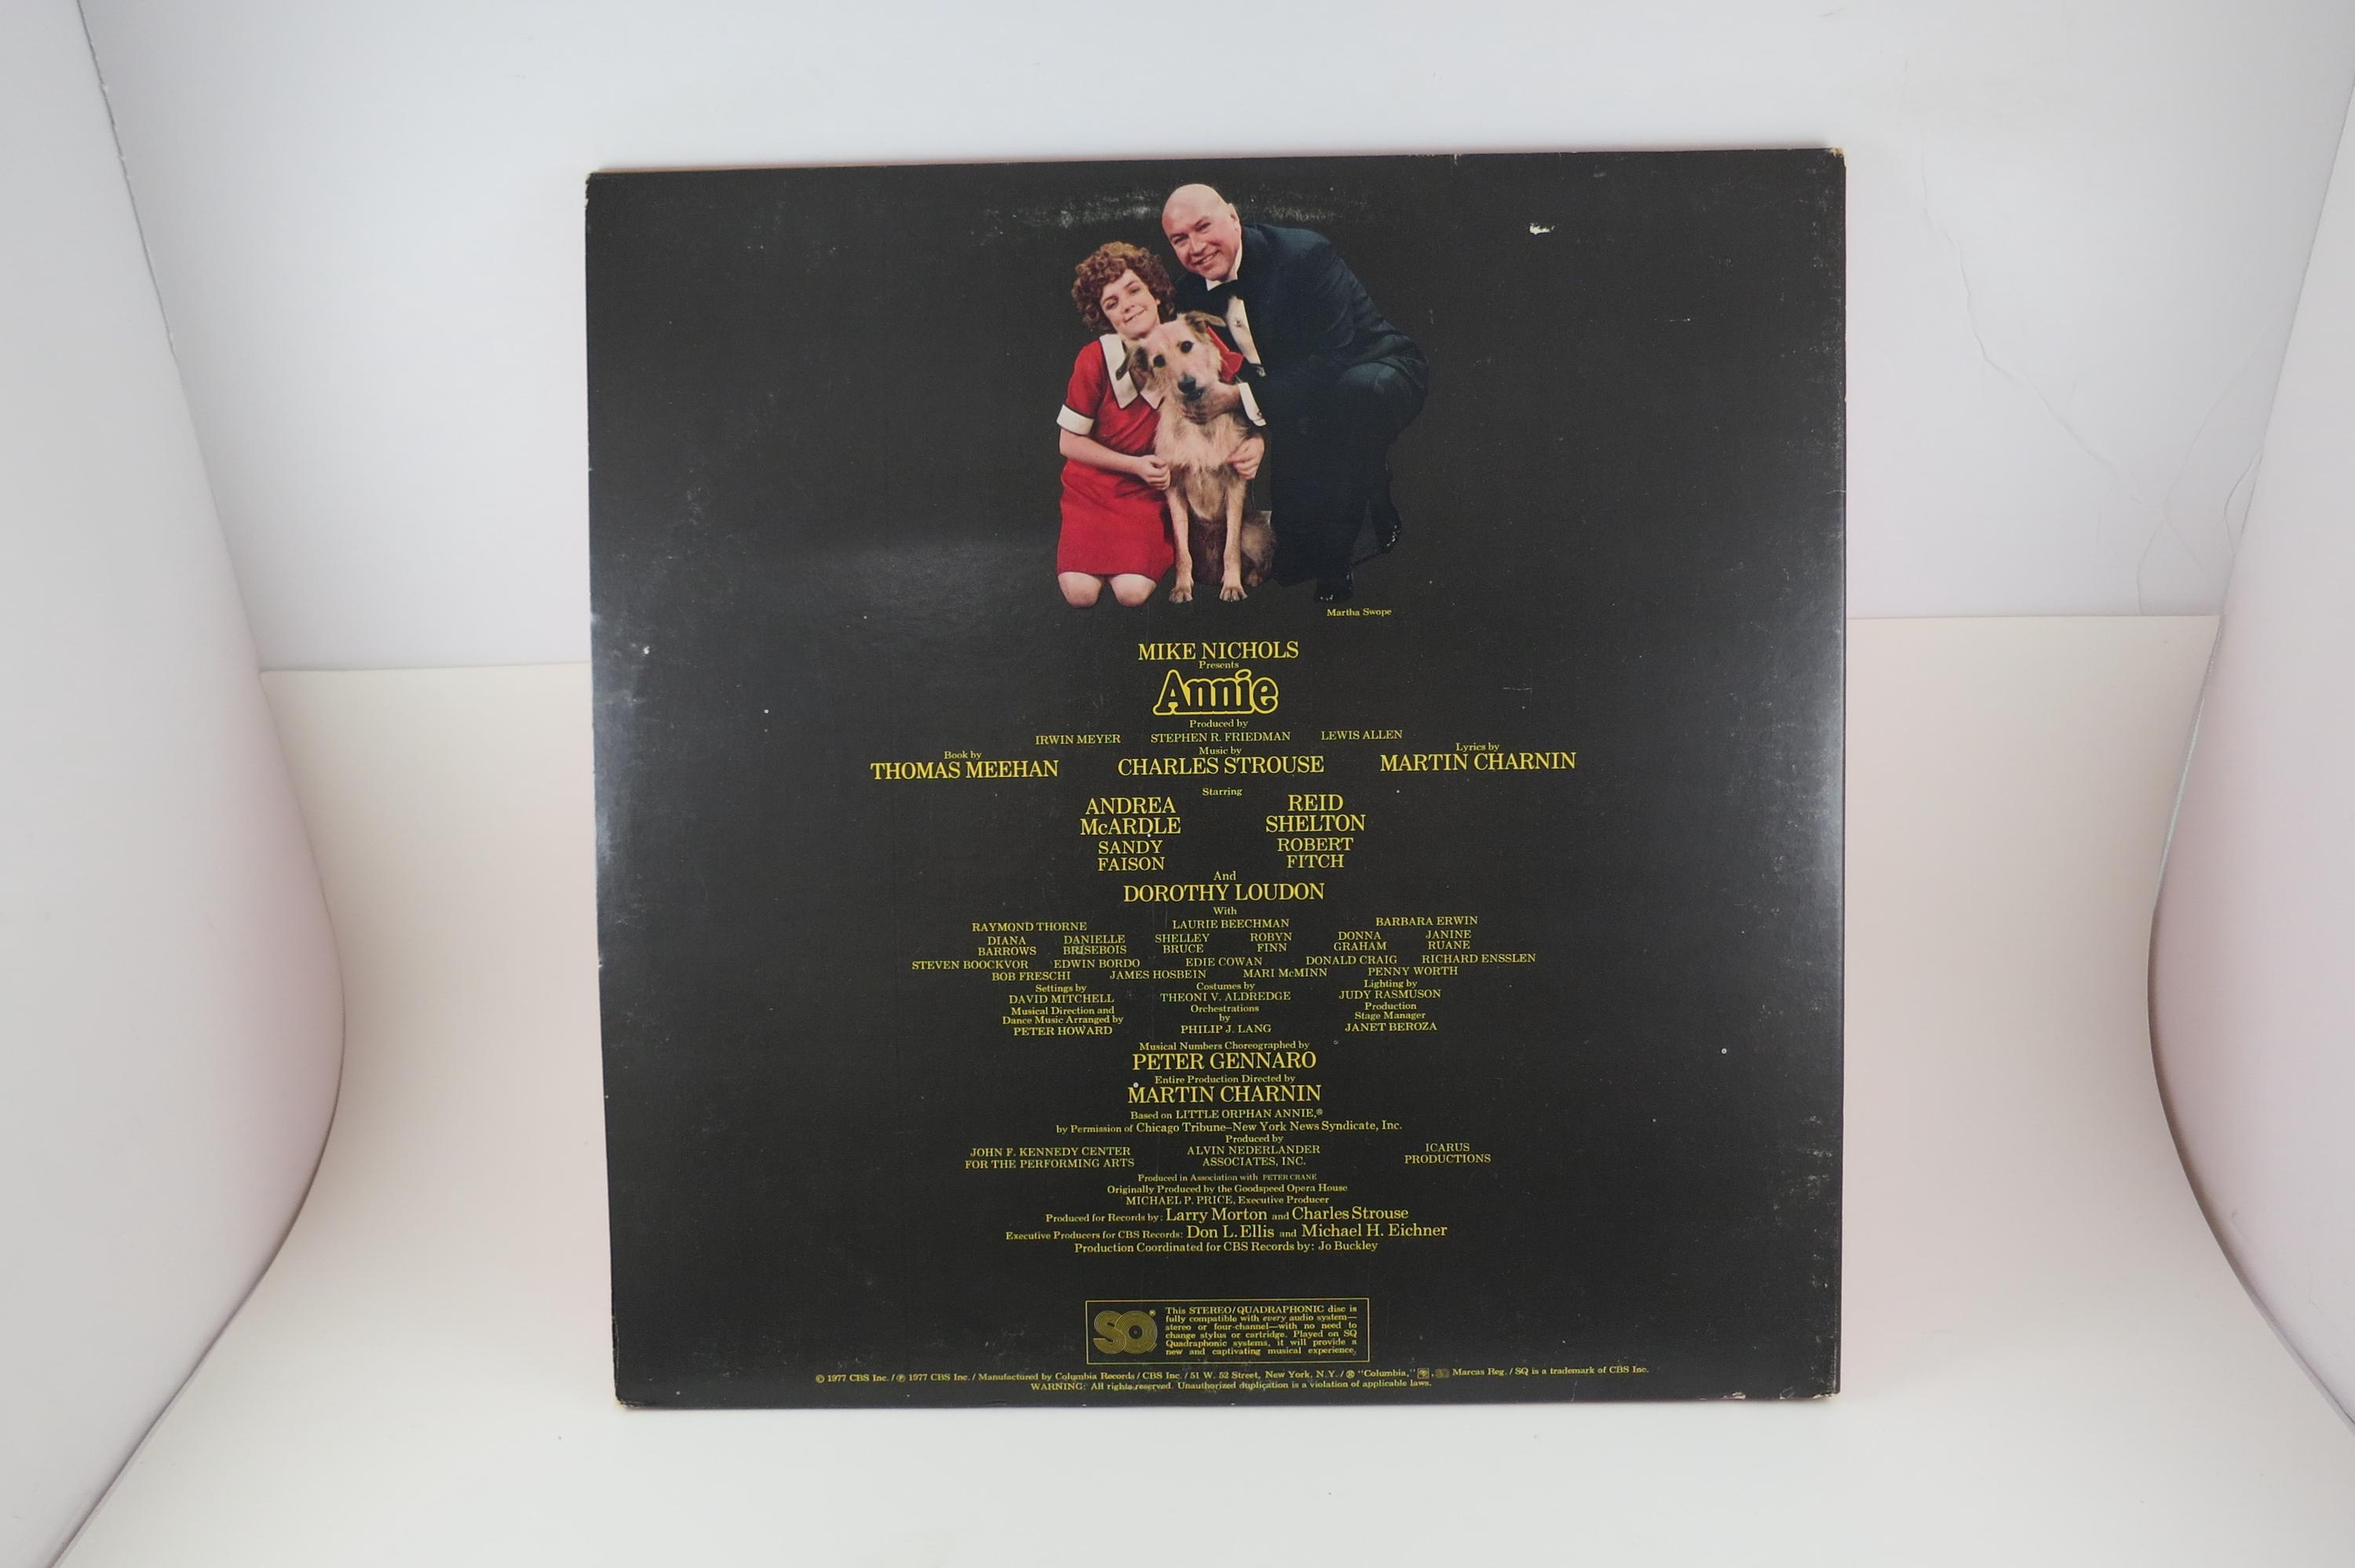 Martha Swope
MIKE NICHOLS
Presents
Annie
Produced by
IRWIN MEYER STEPHEN R. FRIEDMAN LEWIS ALLEN
Book by Music by Lyrics by
THOMAS MEEHAN CHARLES STROUSE MARTIN CHARNIN
Starring
ANDREA REID
McARDLE SHELTON
SANDY ROBERT
FAISON FITCH
And
DOROTHY LOUDON
With
RAYMOND THORNE LAURIE BEECHMAN BARBARA ERWIN
DIANA DANIELLE SHELLEY ROBYN DONNA JANINE
BARROWS BRISEBOIS BRUCE FINN GRAHAM RUANE
STEVEN BOOCKVOR EDWIN BORDO EDIE COWAN DONALD CRAIG RICHARD ENSSLEN
BOB FRESCHI JAMES HOSBEIN MARI McMINN PENNY WORTH
Settings by Costumes by Lighting by
DAVID MITCHELL THEONI V. ALDREDGE JUDY RASMUSON
Musical Direction and Orchestrations Production
Dance Music Arranged by by Stage Manager
PETER HOWARD PHILIP J. LANG JANET BEROZA
Musical Numbers Choreographed by
PETER GENNARO
Entire Production Directed by
MARTIN CHARNIN
Based on LITTLE ORPHAN ANNIE,®
by Permission of Chicago Tribune–New York News Syndicate, Inc.
Produced by
JOHN F. KENNEDY CENTER ALVIN NEDERLANDER ICARUS
FOR THE PERFORMING ARTS ASSOCIATES, INC. PRODUCTIONS
Produced in Association with PETER CRANE
Originally Produced by the Goodspeed Opera House
MICHAEL P. PRICE, Executive Producer
Produced for Records by: Larry Morton and Charles Strouse
Executive Producers for CBS Records: Don L. Ellis and Michael H. Eichner
Production Coordinated for CBS Records by: Jo Buckley
SQ®
This STEREO/QUADRAPHONIC disc is
fully compatible with every audio system—
stereo or four-channel—with no need to
change stylus or cartridge. Played on SQ
Quadraphonic systems, it will provide a
new and captivating musical experience.
© 1977 CBS Inc. / ℗ 1977 CBS Inc. / Manufactured by Columbia Records / CBS Inc. / 51 W. 52 Street, New York, N.Y. / ® "Columbia," Marcas Reg. / SQ is a trademark of CBS Inc.
WARNING: All rights reserved. Unauthorized duplication is a violation of applicable laws.